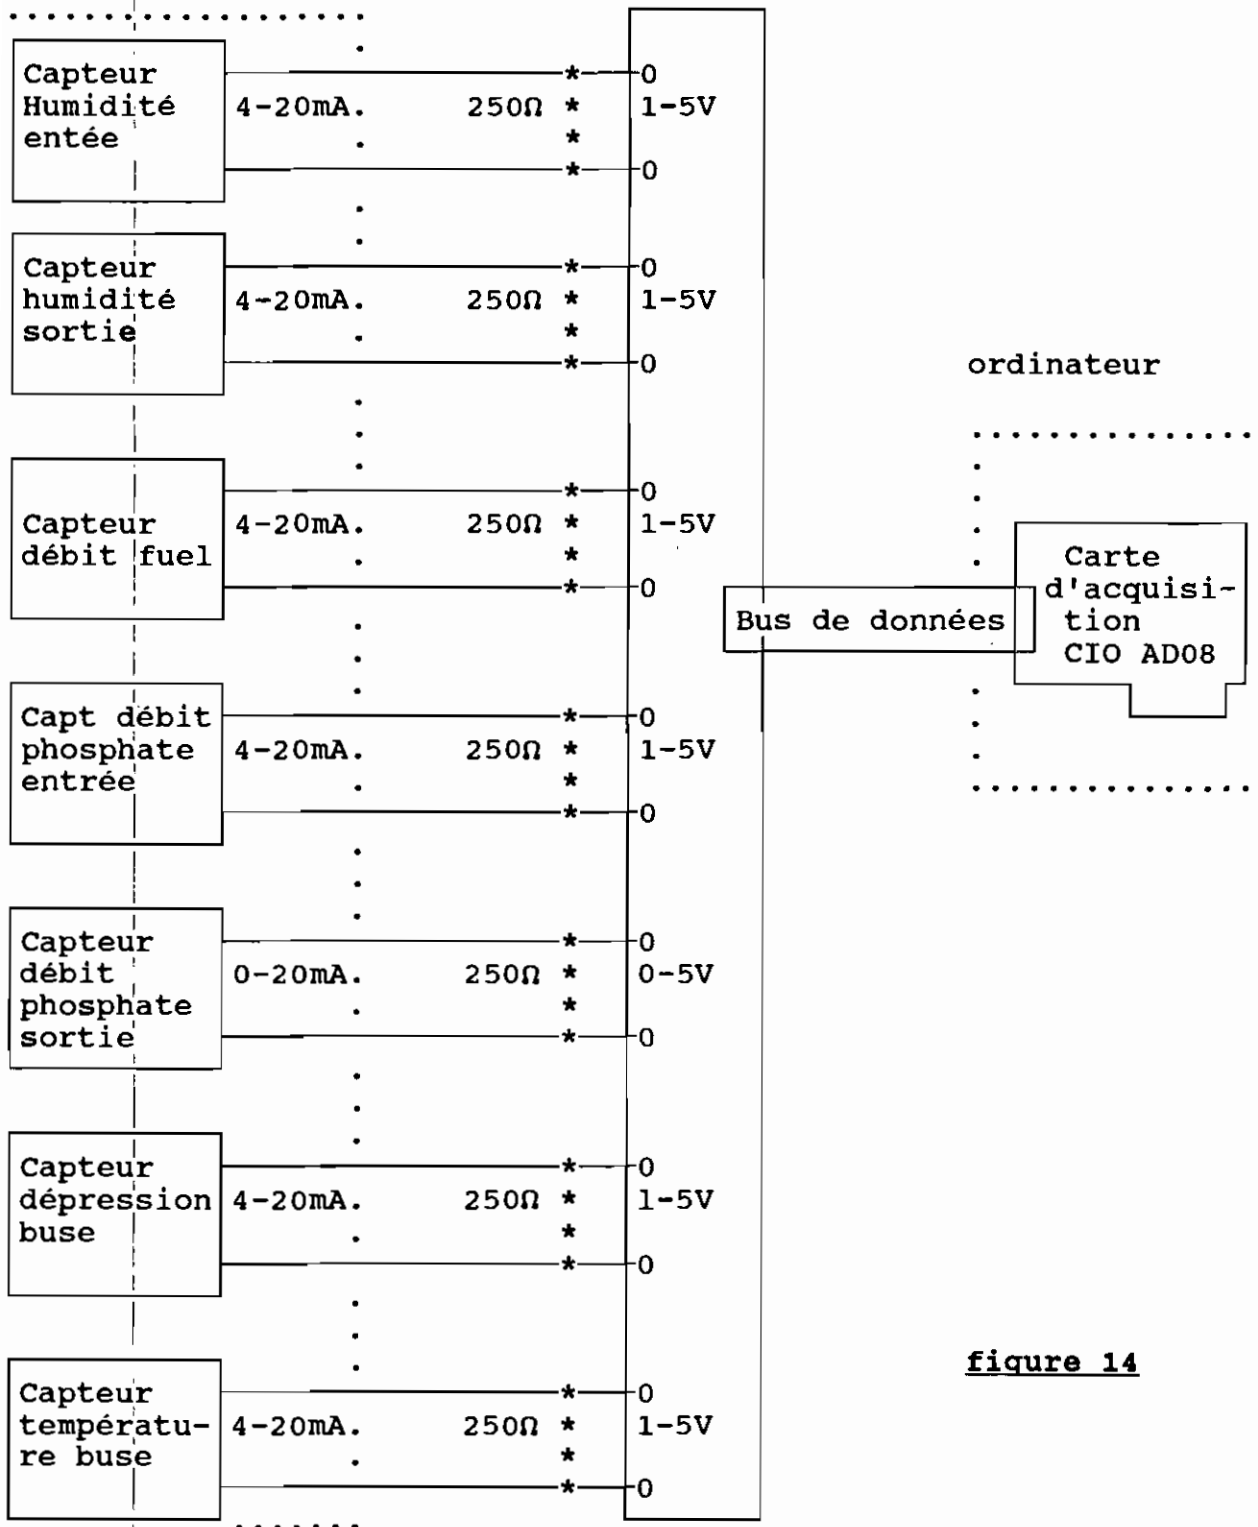 Capteur
Humidité
entée
4-20mA.
250Ω
0
1-5V
0
Capteur
humidité
sortie
4-20mA.
250Ω
0
1-5V
0
Capteur
débit fuel
4-20mA.
250Ω
0
1-5V
0
Capt débit
phosphate
entrée
4-20mA.
250Ω
0
1-5V
0
Capteur
débit
phosphate
sortie
0-20mA.
250Ω
0
0-5V
0
Capteur
dépression
buse
4-20mA.
250Ω
0
1-5V
0
Capteur
températu-
re buse
4-20mA.
250Ω
0
1-5V
0
Bus de données
ordinateur
Carte
d'acquisi-
tion
CIO AD08
figure 14